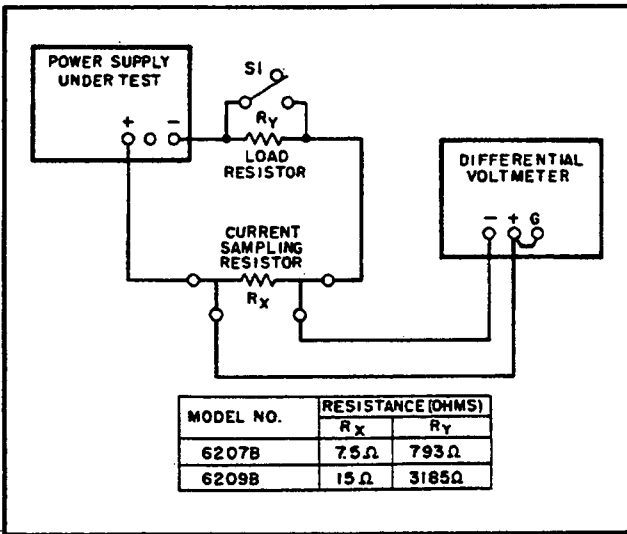 POWER SUPPLY
UNDER TEST
+ -
S1
RY
LOAD
RESISTOR
DIFFERENTIAL
VOLTMETER
- + G
CURRENT
SAMPLING
RESISTOR
RX
MODEL NO. RESISTANCE (OHMS)
RX RY
6207B 7.5Ω 793Ω
6209B 15Ω 3185Ω